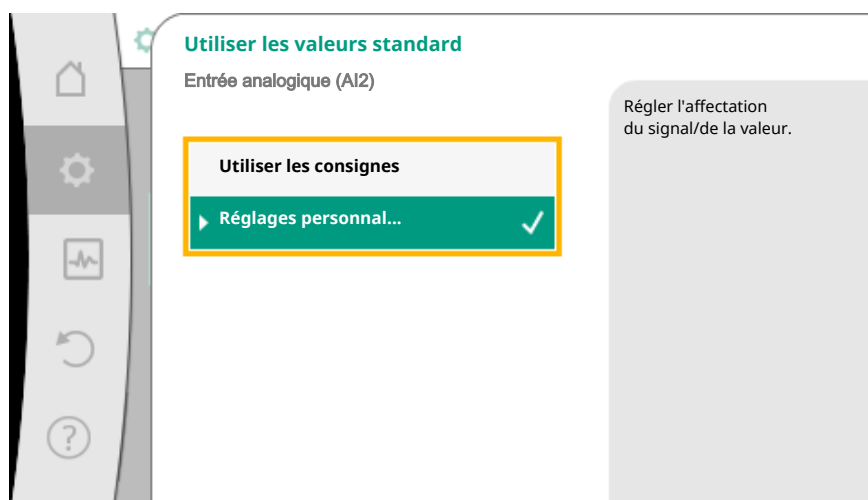 Utiliser les valeurs standard
Entrée analogique (AI2)
Régler l'affectation
du signal/de la valeur.
Utiliser les consignes
Réglages personnal...
?